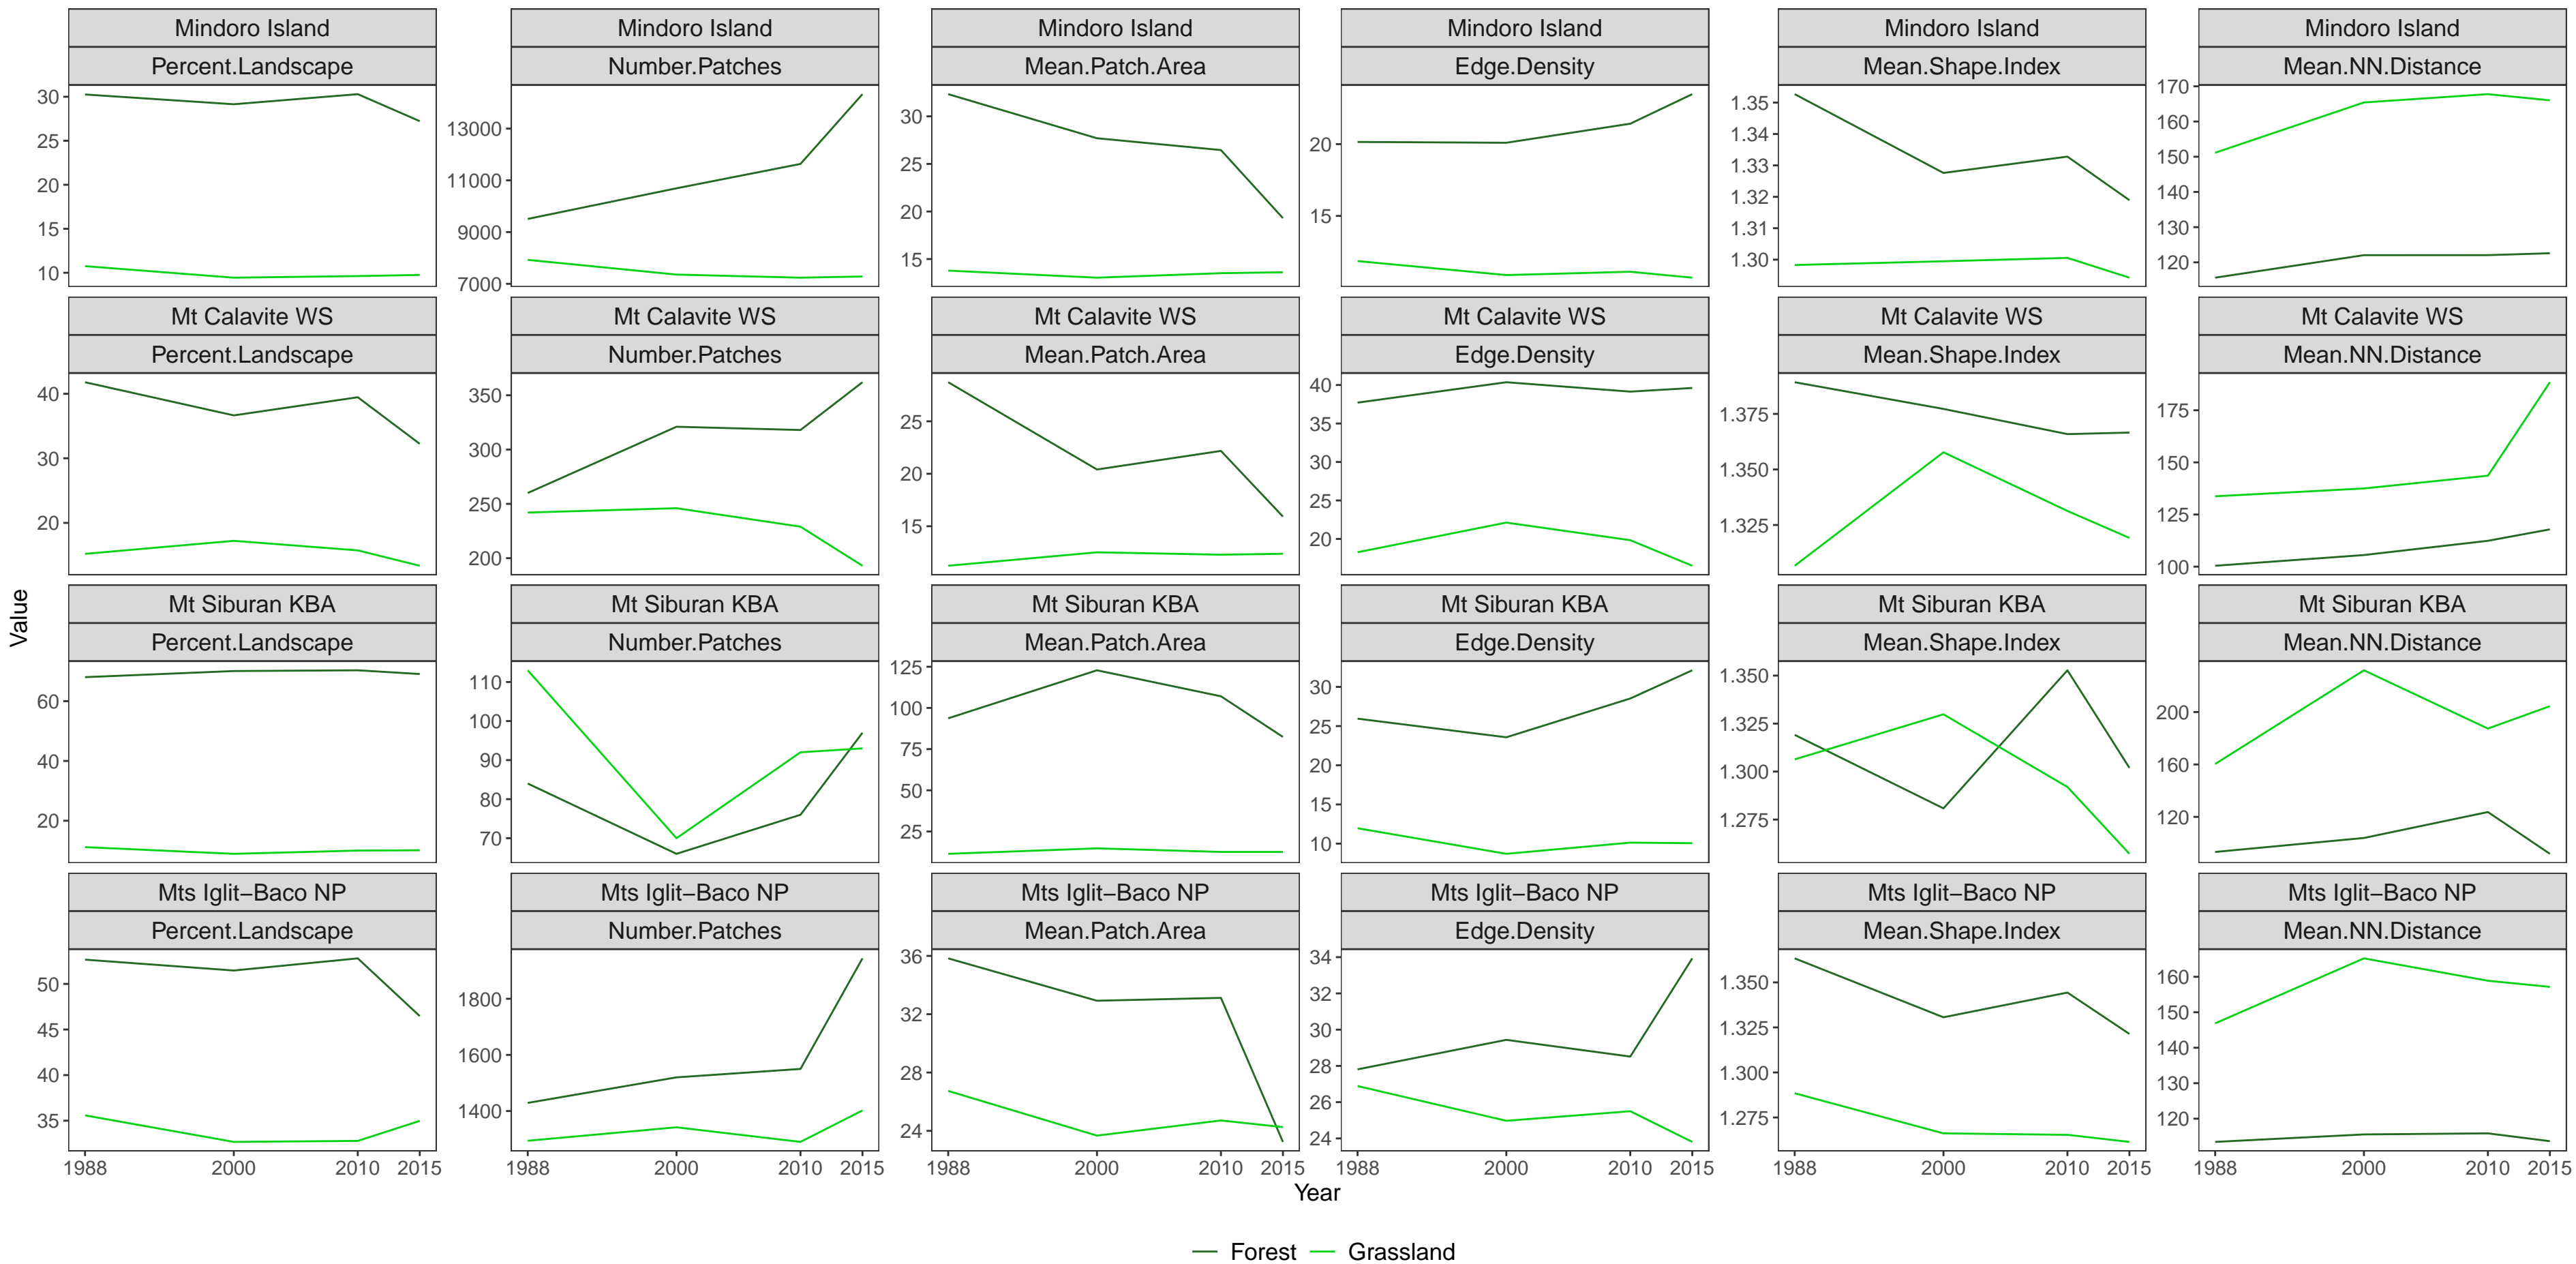 Mindoro Island Mindoro Island Mindoro Island Mindoro Island Mindoro Island Mindoro Island
Percent.Landscape Number.Patches Mean.Patch.Area Edge.Density Mean.Shape.Index Mean.NN.Distance
30 25 20 15 10
13000 11000 9000 7000
30 25 20 15
20 15
1.35 1.34 1.33 1.32 1.31 1.30
170 160 150 140 130 120
Mt Calavite WS Mt Calavite WS Mt Calavite WS Mt Calavite WS Mt Calavite WS Mt Calavite WS
Percent.Landscape Number.Patches Mean.Patch.Area Edge.Density Mean.Shape.Index Mean.NN.Distance
40 30 20
350 300 250 200
25 20 15
40 35 30 25 20
1.375 1.350 1.325
175 150 125 100
Value
Mt Siburan KBA Mt Siburan KBA Mt Siburan KBA Mt Siburan KBA Mt Siburan KBA Mt Siburan KBA
Percent.Landscape Number.Patches Mean.Patch.Area Edge.Density Mean.Shape.Index Mean.NN.Distance
60 40 20
110 100 90 80 70
125 100 75 50 25
30 25 20 15 10
1.350 1.325 1.300 1.275
200 160 120
Mts Iglit−Baco NP Mts Iglit−Baco NP Mts Iglit−Baco NP Mts Iglit−Baco NP Mts Iglit−Baco NP Mts Iglit−Baco NP
Percent.Landscape Number.Patches Mean.Patch.Area Edge.Density Mean.Shape.Index Mean.NN.Distance
50 45 40 35
1800 1600 1400
36 32 28 24
34 32 30 28 26 24
1.350 1.325 1.300 1.275
160 150 140 130 120
1988 2000 2010 2015 1988 2000 2010 2015 1988 2000 2010 2015 1988 2000 2010 2015 1988 2000 2010 2015 1988 2000 2010 2015
Year
Forest Grassland